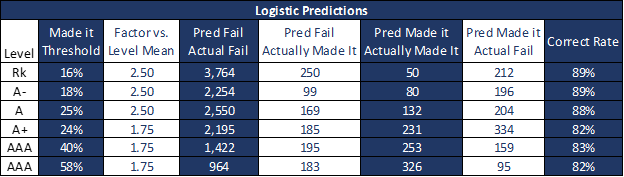 Logistic Predictions
Level Made it Threshold Factor vs. Level Mean Pred Fail Actual Fail Pred Fail Actually Made It Pred Made it Actually Made It Pred Made it Actual Fail Correct Rate
Rk 16% 2.50 3,764 250 50 212 89%
A- 18% 2.50 2,254 99 80 196 89%
A 25% 2.50 2,550 169 132 204 88%
A+ 24% 1.75 2,195 185 231 334 82%
AAA 40% 1.75 1,422 195 253 159 83%
AAA 58% 1.75 964 183 326 95 82%